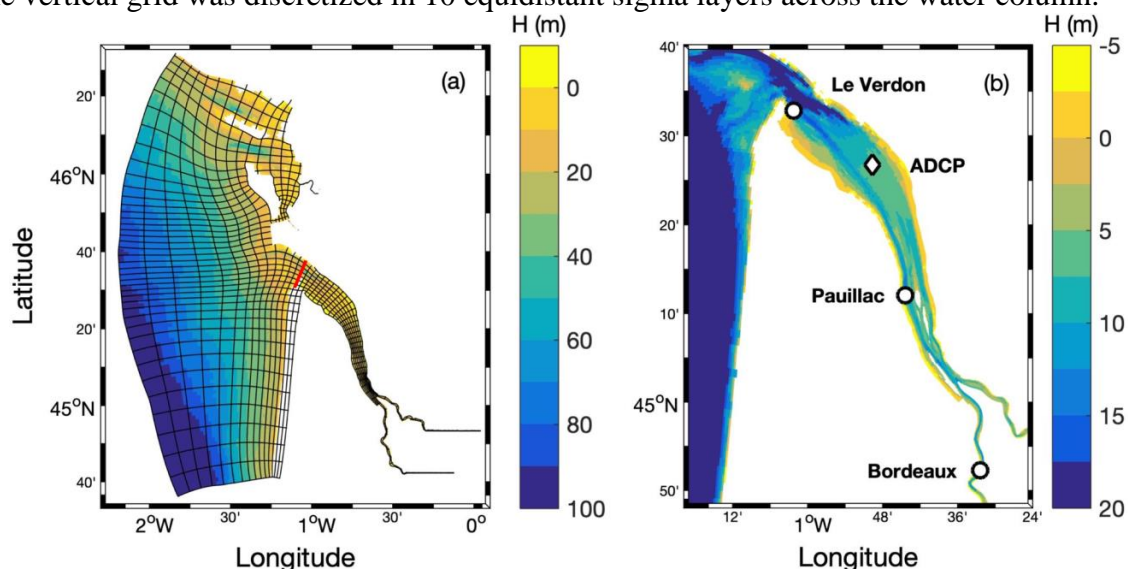 e vertical grid was discretized in 10 equidistant sigma layers across the water column.
H (m)
H (m)
(a)
20'
46°N
40'
20'
45°N
40'
Latitude
2°W
30'
1°W
30'
0°
Longitude
0
20
40
60
80
100
(b)
Le Verdon
ADCP
Pauillac
Bordeaux
40'
30'
20'
10'
45°N
50'
12'
1°W
48'
36'
24'
Longitude
-5
0
5
10
15
20